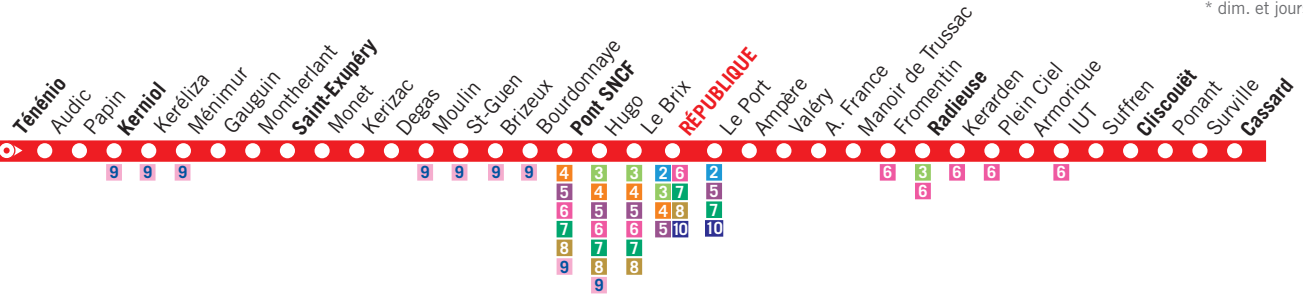 * dim. et jour
Ténénio
Audic
Papin
Kerniol
Keréliza
Ménimur
Gauguin
Montherlant
Saint-Exupéry
Monet
Kerizac
Degas
Moulin
St-Guen
Brizeux
Bourdonnaye
Pont SNCF
Hugo
Le Brix
RÉPUBLIQUE
Le Port
Ampère
Valéry
A. France
Manoir de Trussac
Fromentin
Radieuse
Kerarden
Plein Ciel
Armorique
IUT
Suffren
Cliscouët
Ponant
Surville
Cassard
9 9 9 9 9 9 9 4 3 3 2 6 2 6 3 6 6 6
5 4 4 3 7 5 6
6 5 5 4 8 7
7 6 6 5 10 10
8 7 7
9 8 8
9